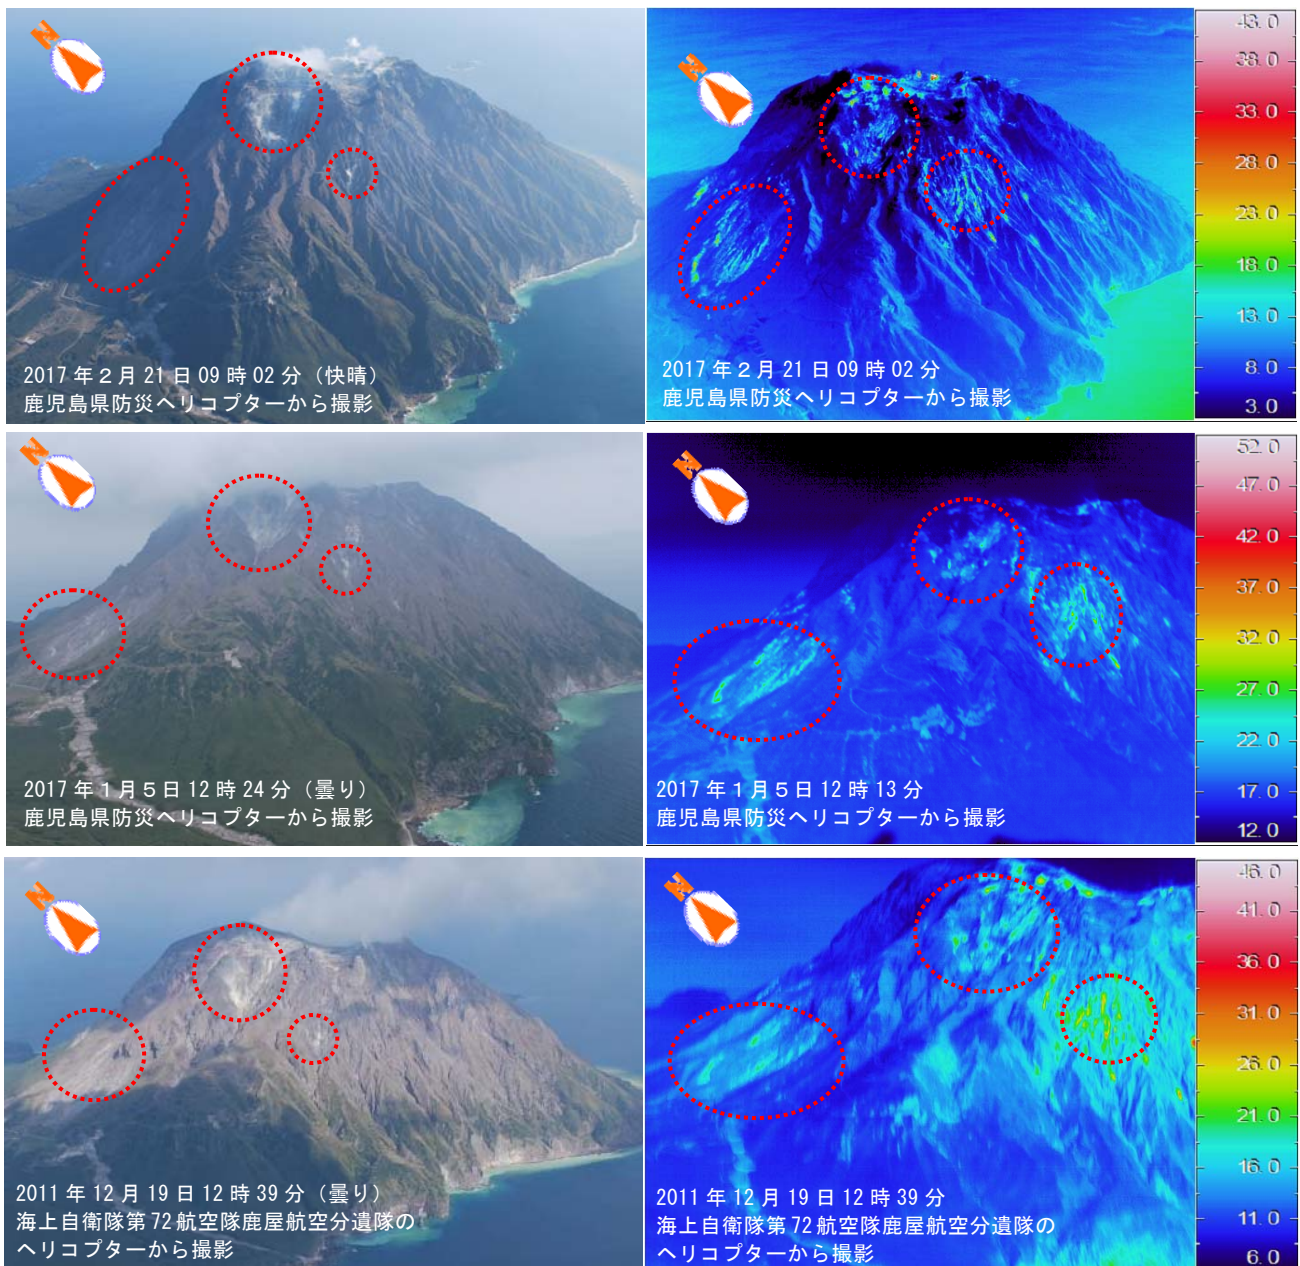 N
2017年2月21日09時02分（快晴）
鹿児島県防災ヘリコプターから撮影
N
2017年2月21日09時02分
鹿児島県防災ヘリコプターから撮影
43.0
38.0
33.0
28.0
23.0
18.0
13.0
8.0
3.0
N
2017年1月5日12時24分（曇り）
鹿児島県防災ヘリコプターから撮影
N
2017年1月5日12時13分
鹿児島県防災ヘリコプターから撮影
52.0
47.0
42.0
37.0
32.0
27.0
22.0
17.0
12.0
N
2011年12月19日12時39分（曇り）
海上自衛隊第72航空隊鹿屋航空分遣隊の
ヘリコプターから撮影
N
2011年12月19日12時39分
海上自衛隊第72航空隊鹿屋航空分遣隊の
ヘリコプターから撮影
46.0
41.0
36.0
31.0
26.0
21.0
16.0
11.0
6.0